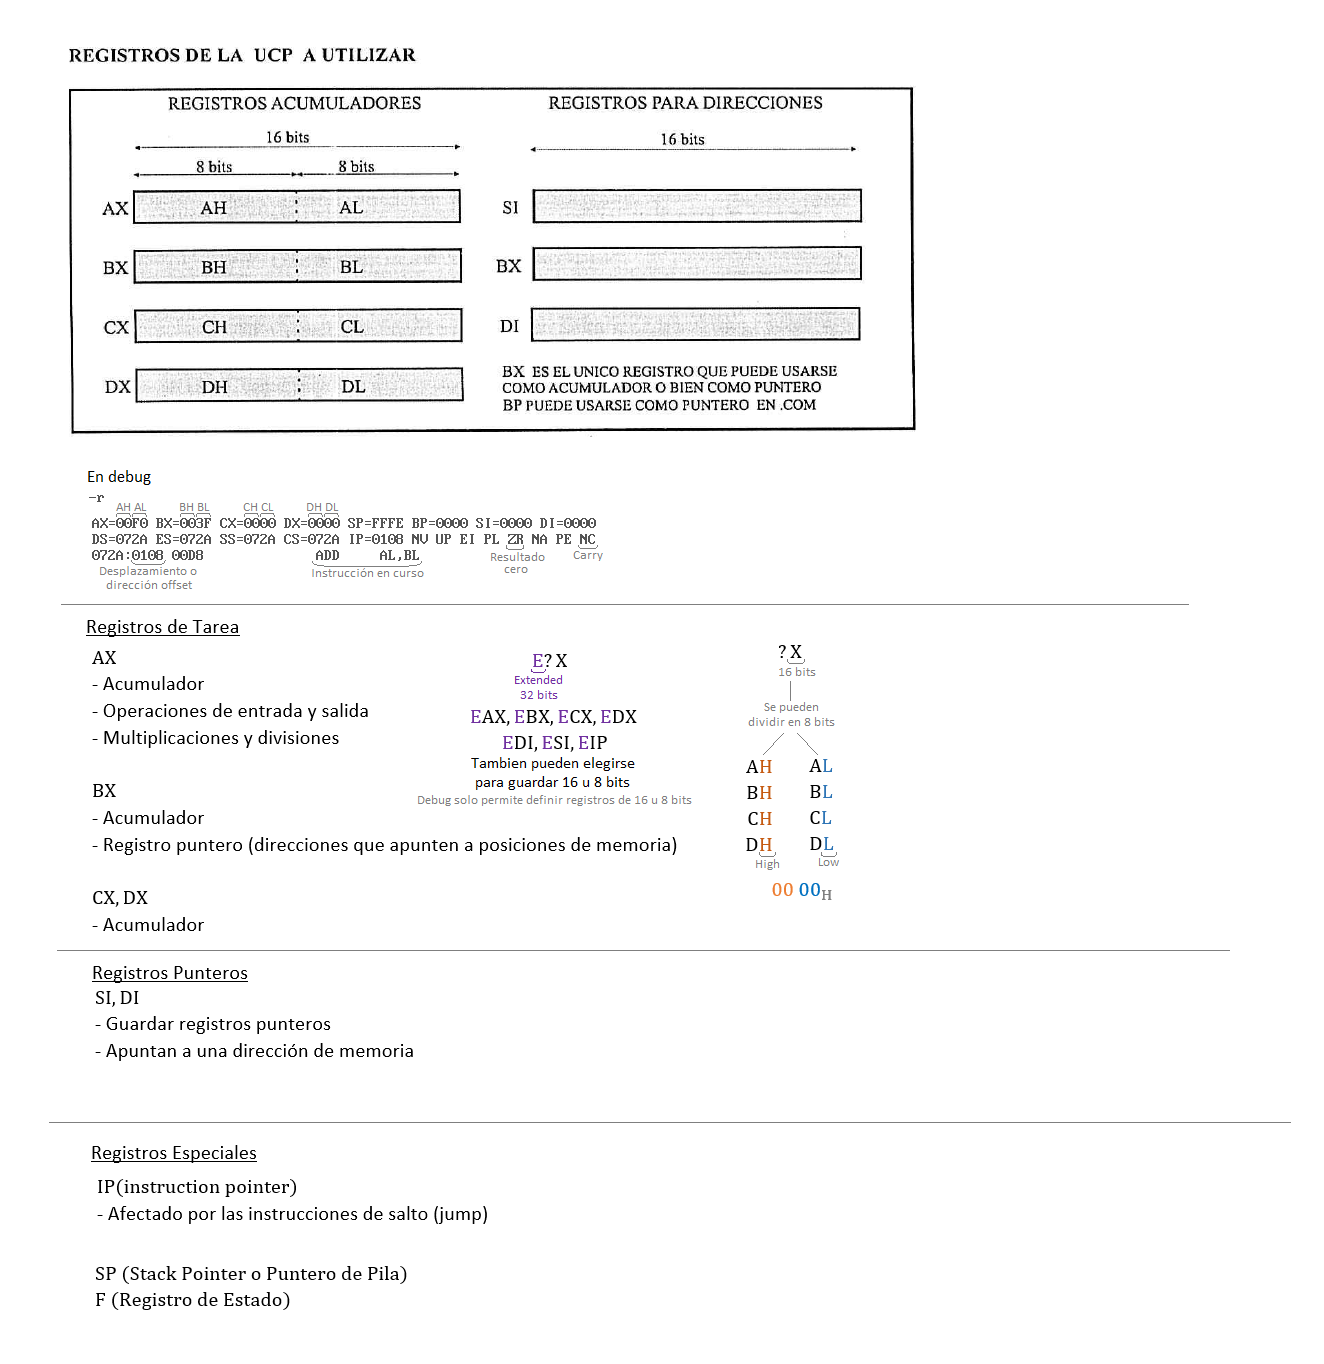 REGISTROS DE LA UCP A UTILIZAR
REGISTROS ACUMULADORES
16 bits
8 bits 8 bits
AX AH AL
BX BH BL
CX CH CL
DX DH DL
REGISTROS PARA DIRECCIONES
16 bits
SI
BX
DI
BX ES EL UNICO REGISTRO QUE PUEDE USARSE
COMO ACUMULADOR O BIEN COMO PUNTERO
BP PUEDE USARSE COMO PUNTERO EN .COM
En debug
-r
AH AL BH BL CH CL DH DL
AX=00F0 BX=003F CX=0000 DX=0000 SP=FFFE BP=0000 SI=0000 DI=0000
DS=072A ES=072A SS=072A CS=072A IP=0108 NV UP EI PL ZR NA PE NC
072A:0108 00D8 ADD AL,BL
Desplazamiento o
dirección offset
Instrucción en curso
Resultado
cero
Carry
Registros de Tarea
AX
- Acumulador
- Operaciones de entrada y salida
- Multiplicaciones y divisiones
BX
- Acumulador
- Registro puntero (direcciones que apunten a posiciones de memoria)
CX, DX
- Acumulador
E? X
Extended
32 bits
EAX, EBX, ECX, EDX
EDI, ESI, EIP
Tambien pueden elegirse
para guardar 16 u 8 bits
Debug solo permite definir registros de 16 u 8 bits
? X
16 bits
Se pueden
dividir en 8 bits
AH AL
BH BL
CH CL
DH DL
High Low
00 00H
Registros Punteros
SI, DI
- Guardar registros punteros
- Apuntan a una dirección de memoria
Registros Especiales
IP(instruction pointer)
- Afectado por las instrucciones de salto (jump)
SP (Stack Pointer o Puntero de Pila)
F (Registro de Estado)